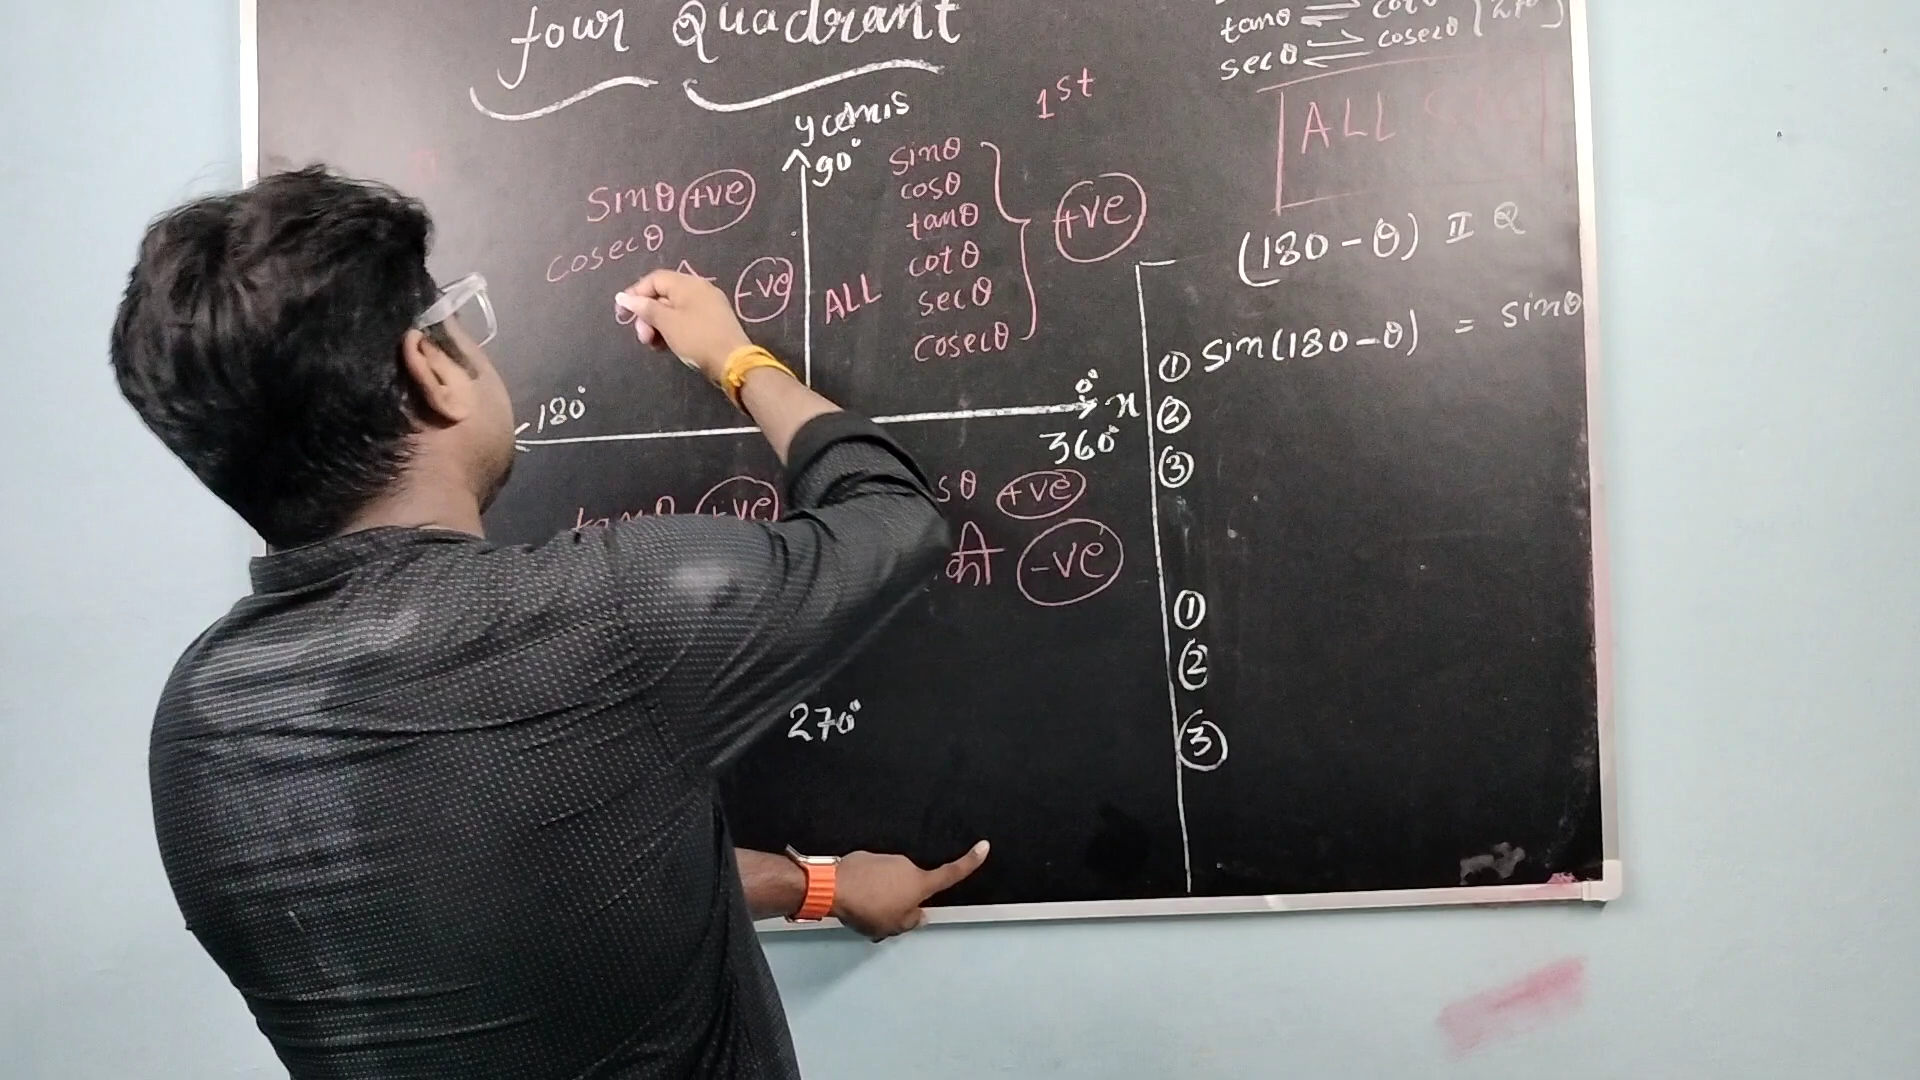 four Quadrant
y axis
90°
sinθ +ve
cosecθ
-ve
180°
1st
sinθ
cosθ
tanθ
cotθ
secθ
cosecθ
ALL
+ve
0°
x
360°
tanθ +ve
sθ +ve
-ve
270°
tanθ ⇌ cotθ
secθ ⇌ cosecθ
ALL
(180-θ) II Q
① sin(180-θ) = sinθ
②
③
①
②
③